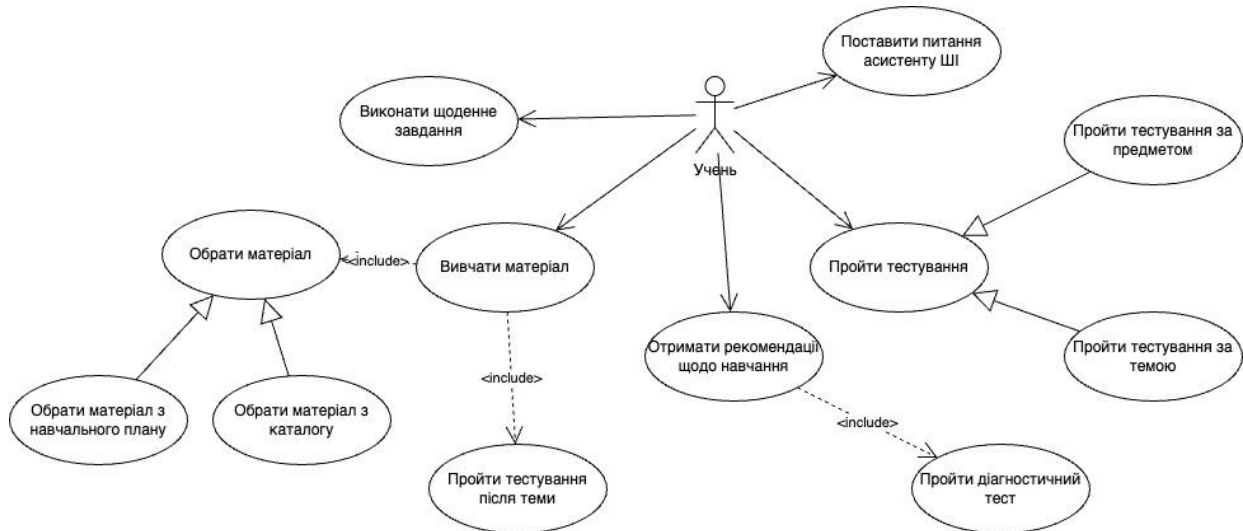 Поставити питання
асистенту ШІ
Виконати щоденне
завдання
Пройти тестування за
предметом
Учень
Обрати матеріал
<include>
Вивчати матеріал
Пройти тестування
Отримати рекомендації
щодо навчання
Пройти тестування за
темою
<include>
Обрати матеріал з
навчального плану
Обрати матеріал з
каталогу
<include>
Пройти тестування
після теми
Пройти діагностичний
тест